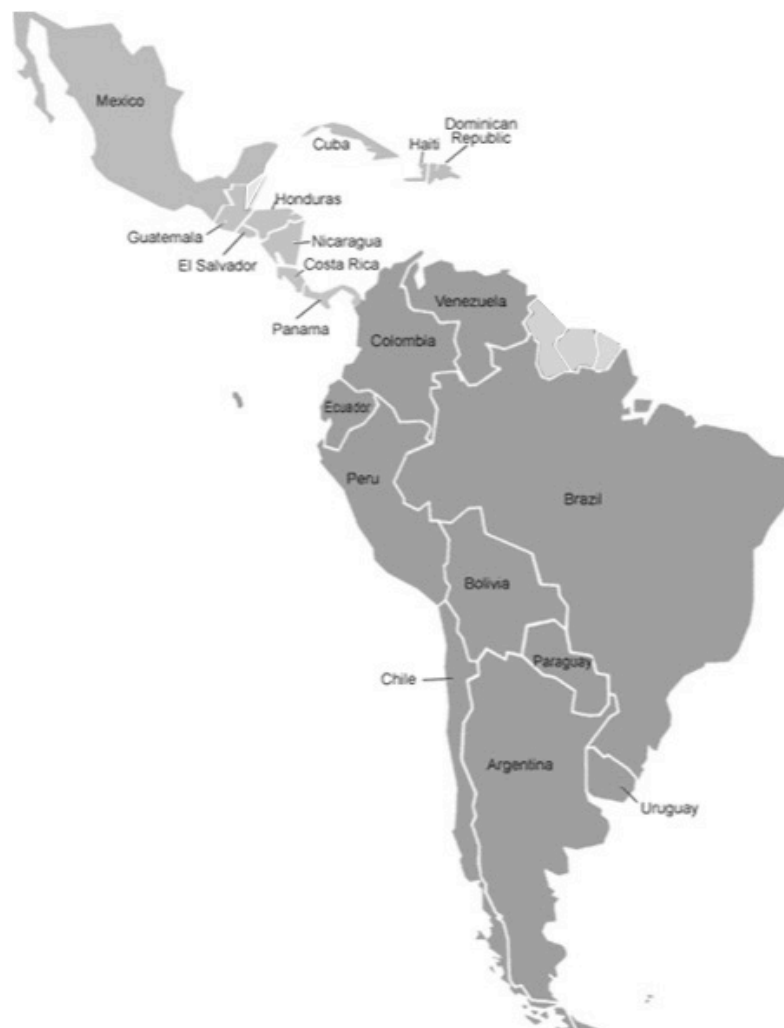 Mexico
Cuba
Haiti
Dominican
Republic
Honduras
Guatemala
Nicaragua
El Salvador
Costa Rica
Panama
Venezuela
Colombia
Ecuador
Peru
Brazil
Bolivia
Paraguay
Chile
Argentina
Uruguay